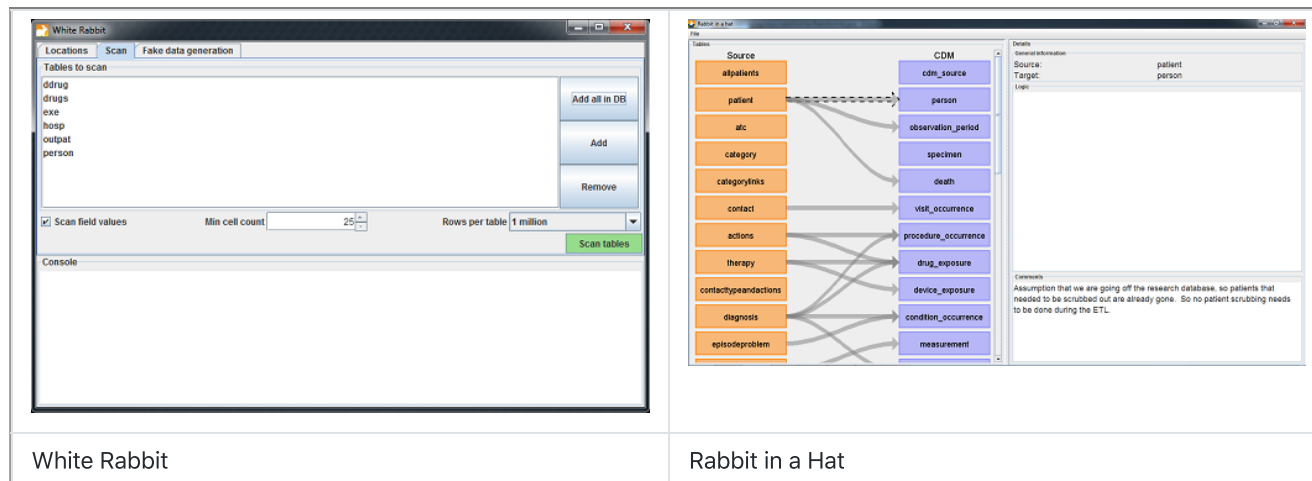 White Rabbit
Locations Scan Fake data generation
Tables to scan
ddrug
drugs
exe
hosp
outpat
person
Add all in DB
Add
Remove
Scan field values Min cell count 25 Rows per table 1 million
Scan tables
Console
White Rabbit
Rabbit in a hat
File
Tables
Source CDM
allpatients cdm_source
patient person
atc observation_period
category specimen
categorylinks death
contact visit_occurrence
actions procedure_occurrence
therapy drug_exposure
contacttypeandactions device_exposure
diagnosis condition_occurrence
episodeproblem measurement
Details
General information
Source: patient
Target: person
Logic
Comments
Assumption that we are going off the research database, so patients that
needed to be scrubbed out are already gone. So no patient scrubbing needs
to be done during the ETL.
Rabbit in a Hat